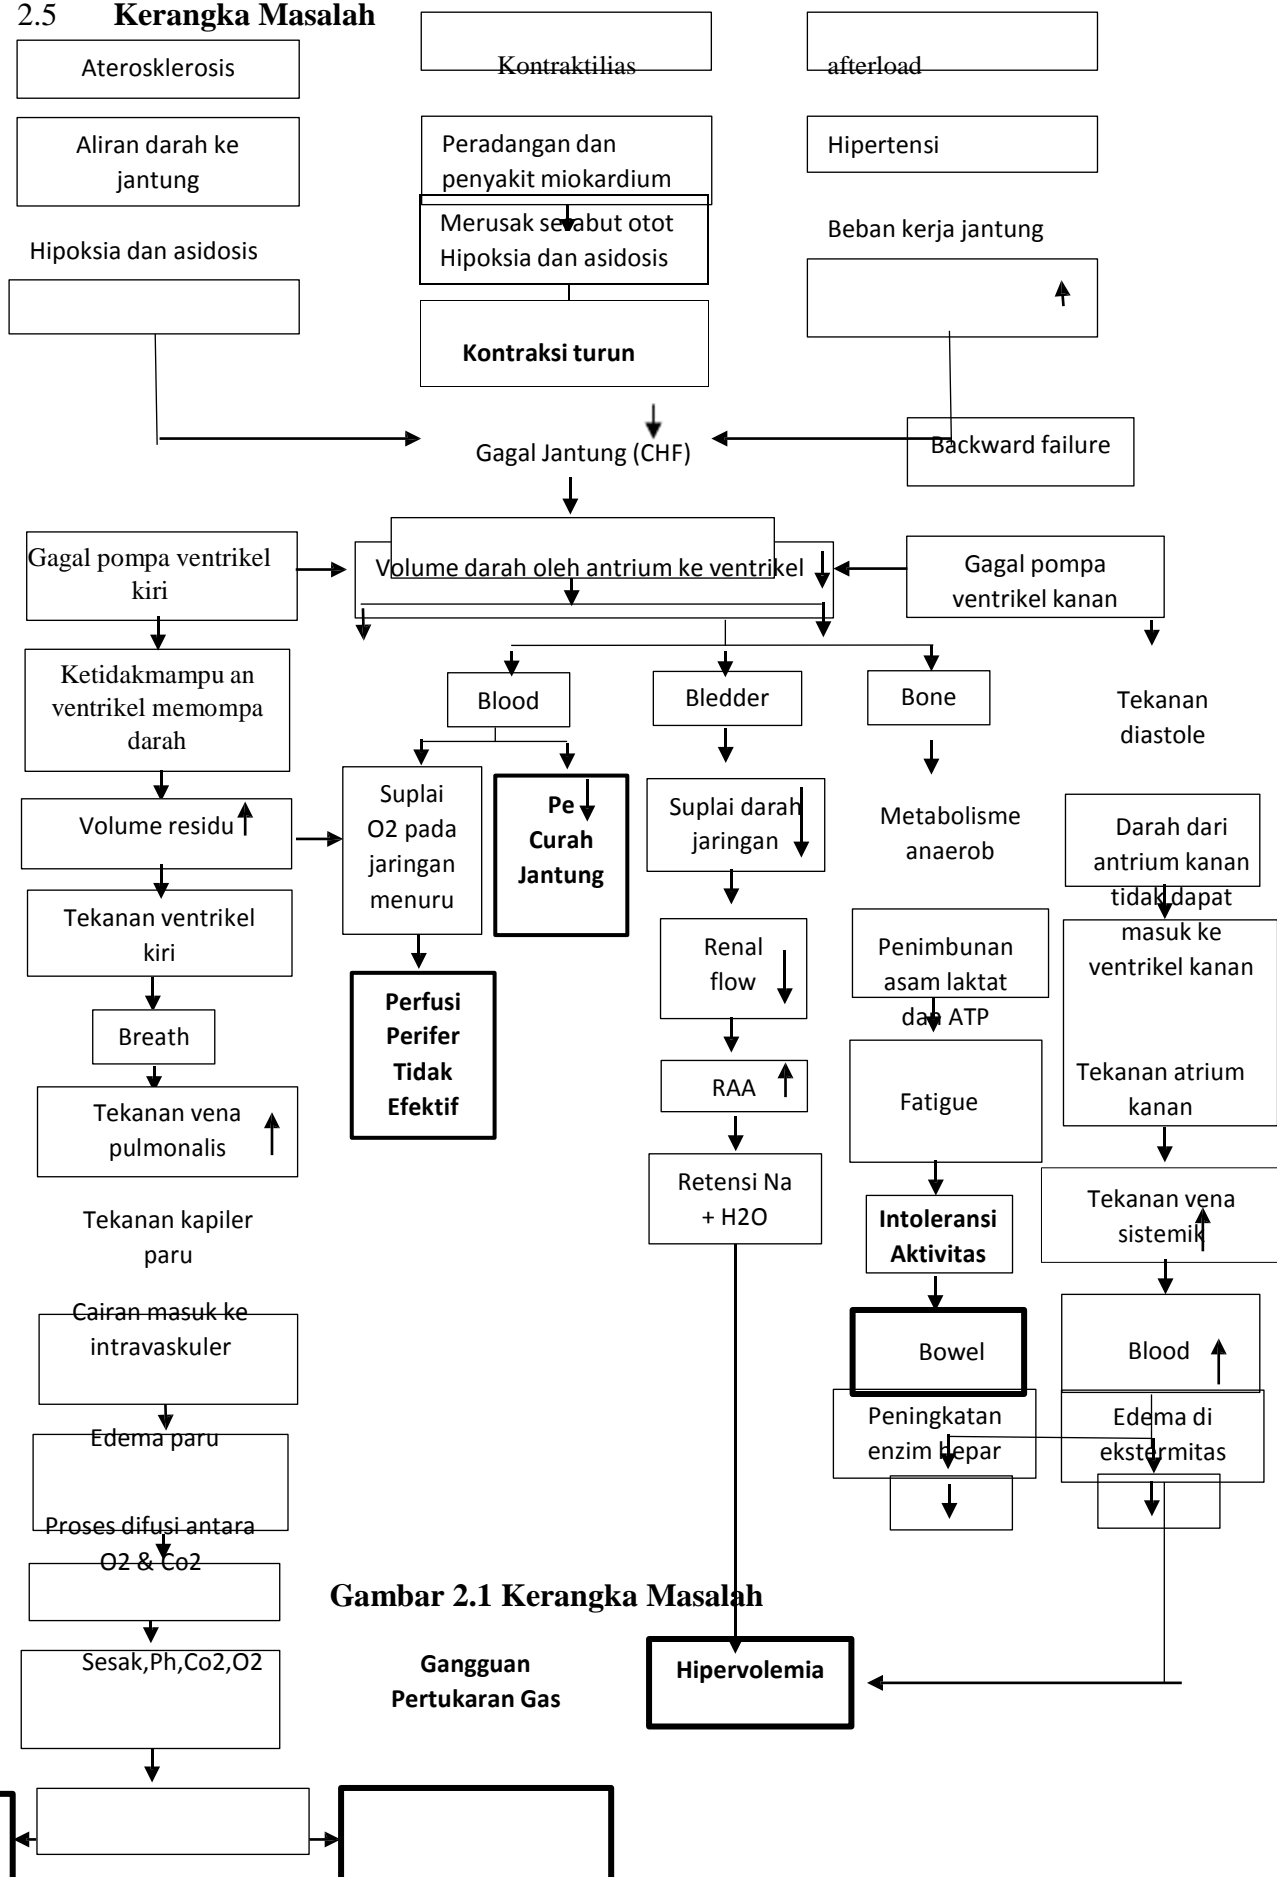 2.5 Kerangka Masalah
Aterosklerosis
Kontraktilias
afterload
Aliran darah ke
jantung
Peradangan dan
penyakit miokardium
Hipertensi
Merusak serabut otot
Hipoksia dan asidosis
Hipoksia dan asidosis
Beban kerja jantung
Kontraksi turun
Gagal Jantung (CHF)
Backward failure
Gagal pompa ventrikel
kiri
Volume darah oleh antrium ke ventrikel
Gagal pompa
ventrikel kanan
Ketidakmampu an
ventrikel memompa
darah
Blood
Bledder
Bone
Tekanan
diastole
Volume residu
Suplai
O2 pada
jaringan
menuru
Pe
Curah
Jantung
Suplai darah
jaringan
Metabolisme
anaerob
Darah dari
antrium kanan
tidak dapat
masuk ke
ventrikel kanan
Tekanan ventrikel
kiri
Renal
flow
Penimbunan
asam laktat
dan ATP
Breath
Perfusi
Perifer
Tidak
Efektif
RAA
Fatigue
Tekanan atrium
kanan
Tekanan vena
pulmonalis
Retensi Na
+ H2O
Intoleransi
Aktivitas
Tekanan vena
sistemik
Tekanan kapiler
paru
Cairan masuk ke
intravaskuler
Bowel
Blood
Edema paru
Peningkatan
enzim hepar
Edema di
ekstermitas
Proses difusi antara
O2 & Co2
Gambar 2.1 Kerangka Masalah
Sesak,Ph,Co2,O2
Gangguan
Pertukaran Gas
Hipervolemia